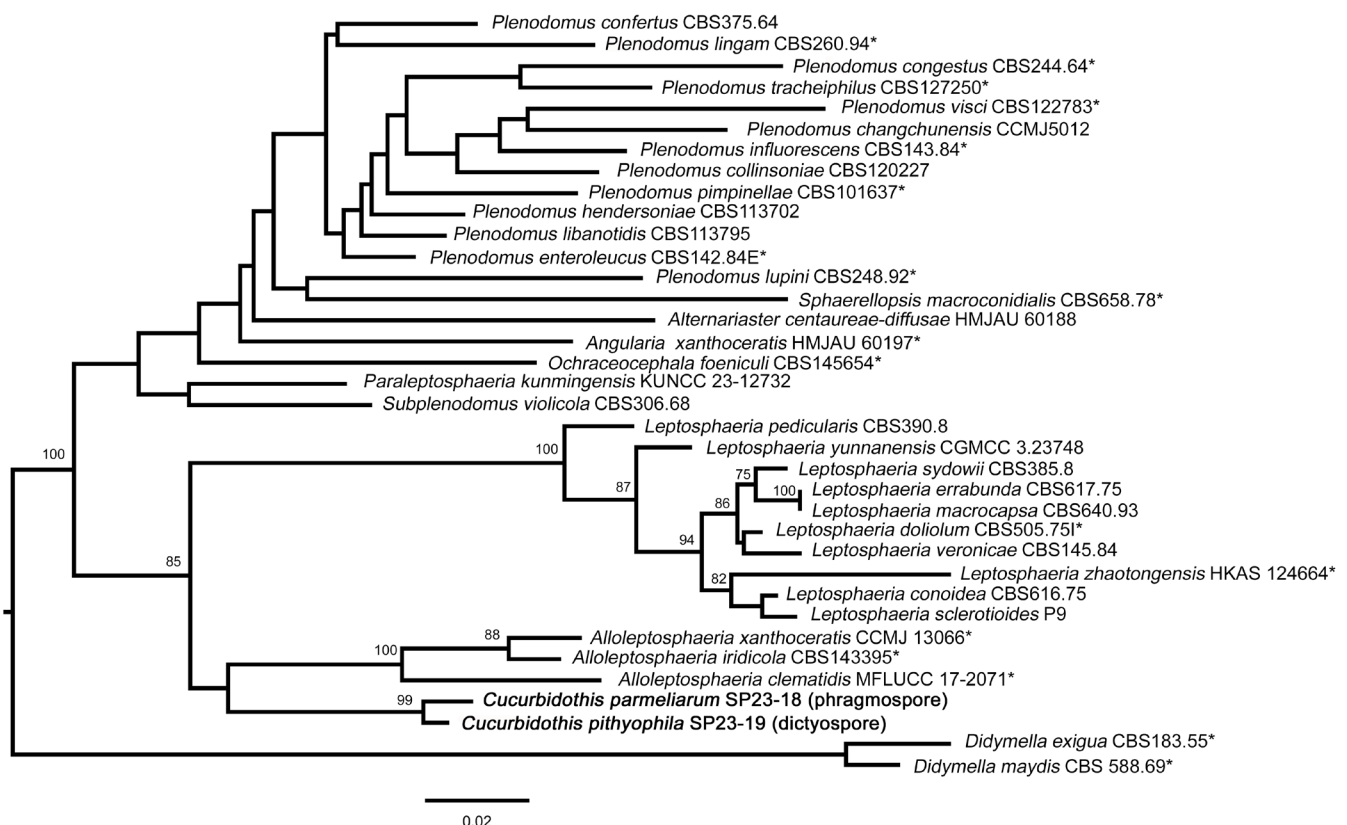 Plenodomus confertus CBS375.64
Plenodomus lingam CBS260.94*
Plenodomus congestus CBS244.64*
Plenodomus tracheiphilus CBS127250*
Plenodomus visci CBS122783*
Plenodomus changchunensis CCMJ5012
Plenodomus influorescens CBS143.84*
Plenodomus collinsoniae CBS120227
Plenodomus pimpinellae CBS101637*
Plenodomus hendersoniae CBS113702
Plenodomus libanotidis CBS113795
Plenodomus enteroleucus CBS142.84E*
Plenodomus lupini CBS248.92*
Sphaerellopsis macroconidialis CBS658.78*
Alternariaster centaureae-diffusae HMJAU 60188
Angularia xanthoceratis HMJAU 60197*
Ochraceocephala foeniculi CBS145654*
Paraleptosphaeria kunmingensis KUNCC 23-12732
Subplenodomus violicola CBS306.68
Leptosphaeria pedicularis CBS390.8
100
100
Leptosphaeria yunnanensis CGMCC 3.23748
Leptosphaeria sydowii CBS385.8
75
87
100
Leptosphaeria errabunda CBS617.75
86
Leptosphaeria macrocapsa CBS640.93
Leptosphaeria doliolum CBS505.75I*
94
Leptosphaeria veronicae CBS145.84
85
82
Leptosphaeria zhaotongensis HKAS 124664*
Leptosphaeria conoidea CBS616.75
Leptosphaeria sclerotioides P9
88
Alloleptosphaeria xanthoceratis CCMJ 13066*
100
Alloleptosphaeria iridicola CBS143395*
Alloleptosphaeria clematidis MFLUCC 17-2071*
99
Cucurbidothis parmeliarum SP23-18 (phragmospore)
Cucurbidothis pithyophila SP23-19 (dictyospore)
Didymella exigua CBS183.55*
Didymella maydis CBS 588.69*
0.02